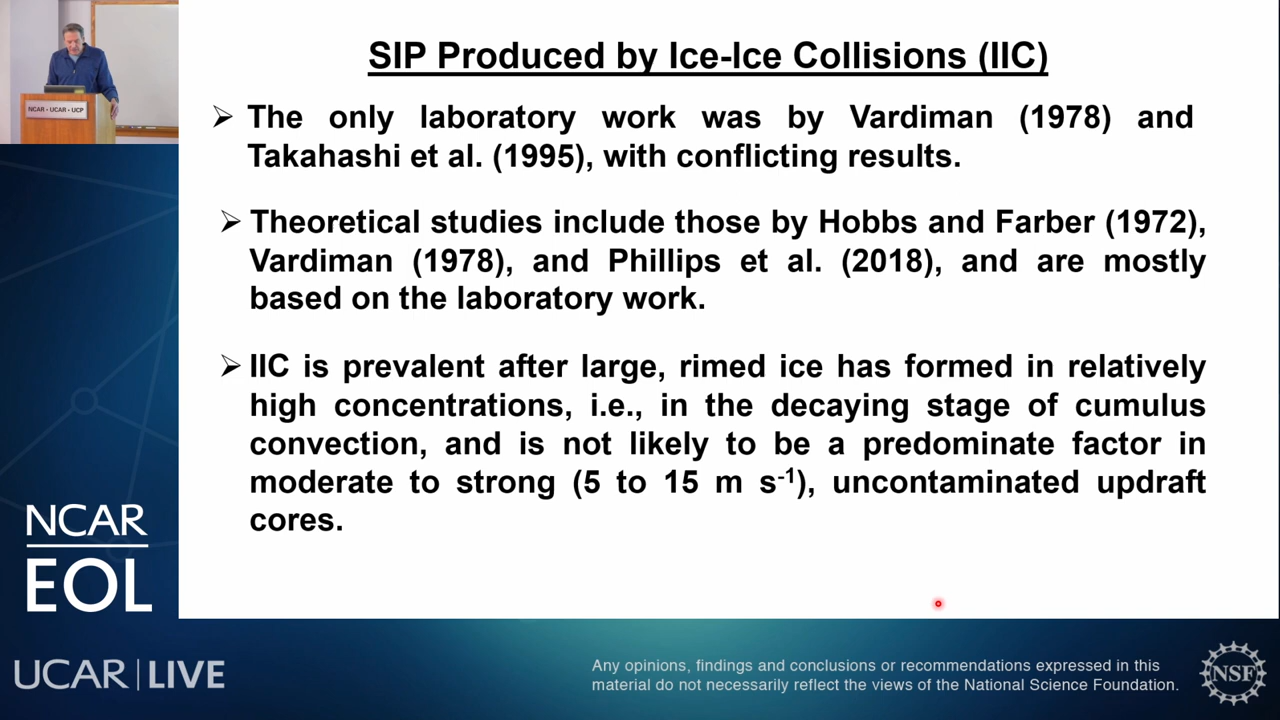 NCAR • UCAR • UCP
SIP Produced by Ice-Ice Collisions (IIC)
➢ The only laboratory work was by Vardiman (1978) and
Takahashi et al. (1995), with conflicting results.
➢ Theoretical studies include those by Hobbs and Farber (1972),
Vardiman (1978), and Phillips et al. (2018), and are mostly
based on the laboratory work.
➢ IIC is prevalent after large, rimed ice has formed in relatively
high concentrations, i.e., in the decaying stage of cumulus
convection, and is not likely to be a predominate factor in
moderate to strong (5 to 15 m s-1), uncontaminated updraft
cores.
NCAR
EOL
UCAR | LIVE
Any opinions, findings and conclusions or recommendations expressed in this
material do not necessarily reflect the views of the National Science Foundation.
NSF